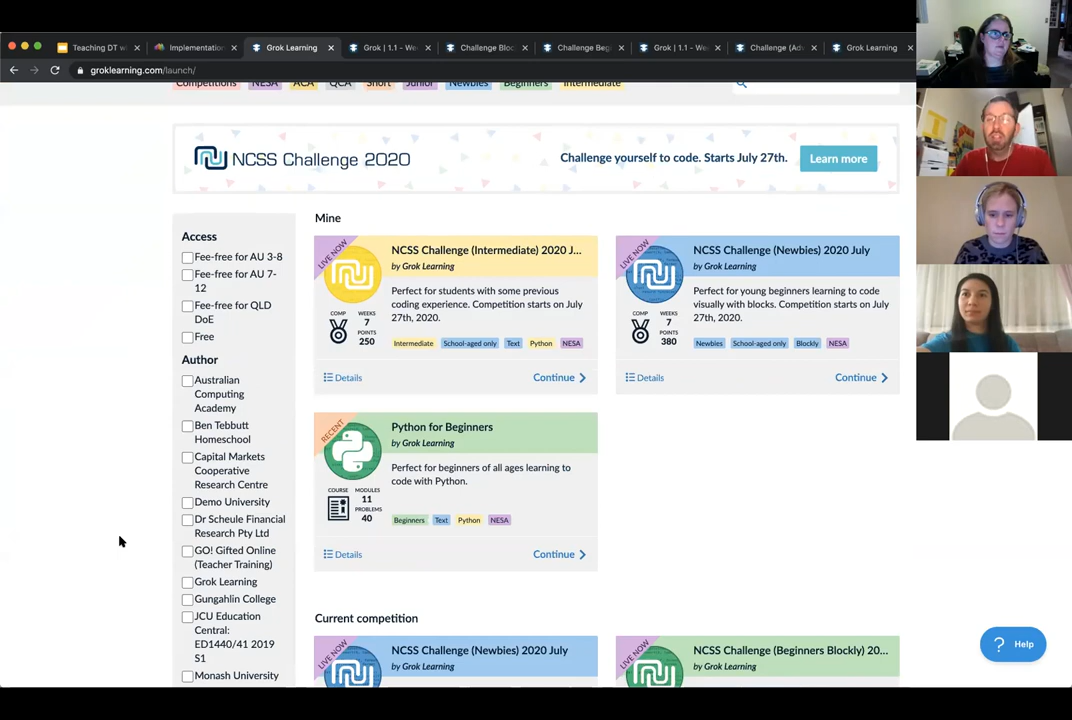 Teaching DT w
Implementation
Grok Learning
Grok | 1.1 - We
Challenge Bloc
Challenge Beg
Grok | 1.1 - We
Challenge (Adv
Grok Learning
groklearning.com/launch/
Competitions NESA ACA QCA Short Junior Newbies Beginners Intermediate
NCSS Challenge 2020
Challenge yourself to code. Starts July 27th.
Learn more
Access
Fee-free for AU 3-8
Fee-free for AU 7-
12
Fee-free for QLD
DoE
Free
Author
Australian
Computing
Academy
Ben Tebbutt
Homeschool
Capital Markets
Cooperative
Research Centre
Demo University
Dr Scheule Financial
Research Pty Ltd
GO! Gifted Online
(Teacher Training)
Grok Learning
Gungahlin College
JCU Education
Central:
ED1440/41 2019
S1
Monash University
Mine
LIVE NOW
NCSS Challenge (Intermediate) 2020 J...
by Grok Learning
Perfect for students with some previous
coding experience. Competition starts on July
27th, 2020.
COMP
WEEKS
7
POINTS
250
Intermediate School-aged only Text Python NESA
Details
Continue
LIVE NOW
NCSS Challenge (Newbies) 2020 July
by Grok Learning
Perfect for young beginners learning to code
visually with blocks. Competition starts on July
27th, 2020.
COMP
WEEKS
7
POINTS
380
Newbies School-aged only Blockly NESA
Details
Continue
RECENT
Python for Beginners
by Grok Learning
Perfect for beginners of all ages learning to
code with Python.
COURSE
MODULES
11
PROBLEMS
40
Beginners Text Python NESA
Details
Continue
Current competition
LIVE NOW
NCSS Challenge (Newbies) 2020 July
by Grok Learning
LIVE NOW
NCSS Challenge (Beginners Blockly) 20...
by Grok Learning
Help